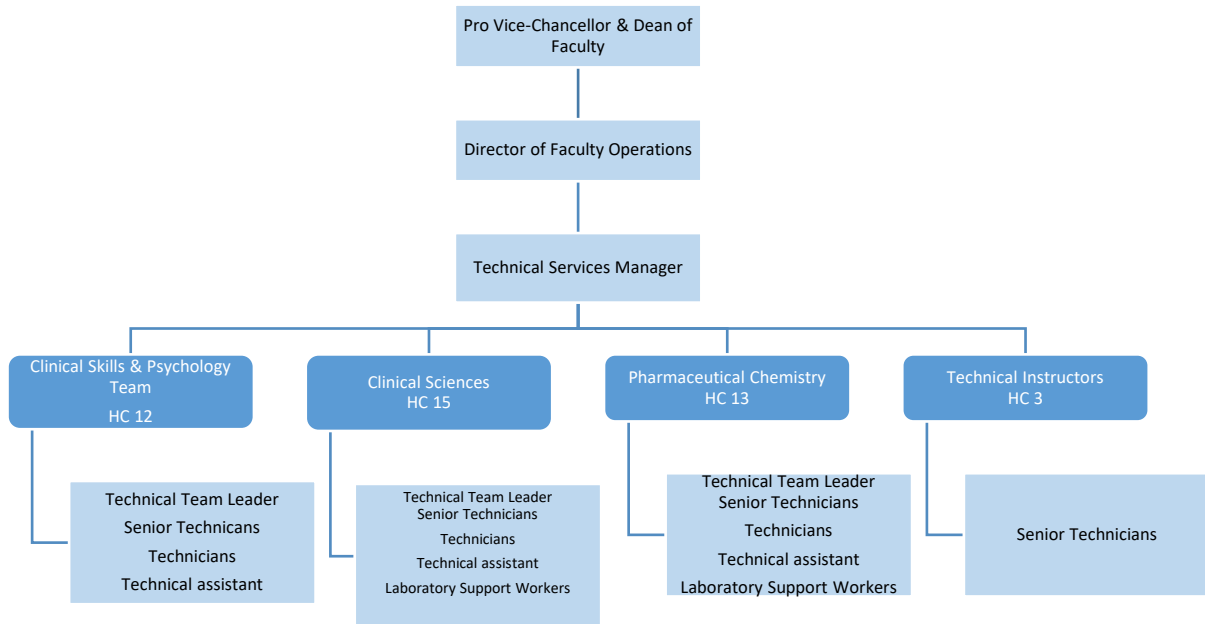 Pro Vice-Chancellor & Dean of
Faculty
Director of Faculty Operations
Technical Services Manager
Clinical Skills & Psychology
Team
HC 12
Clinical Sciences
HC 15
Pharmaceutical Chemistry
HC 13
Technical Instructors
HC 3
Technical Team Leader
Senior Technicans
Technicians
Technical assistant
Technical Team Leader
Senior Technicians
Technicians
Technical assistant
Laboratory Support Workers
Technical Team Leader
Senior Technicians
Technicians
Technical assistant
Laboratory Support Workers
Senior Technicians